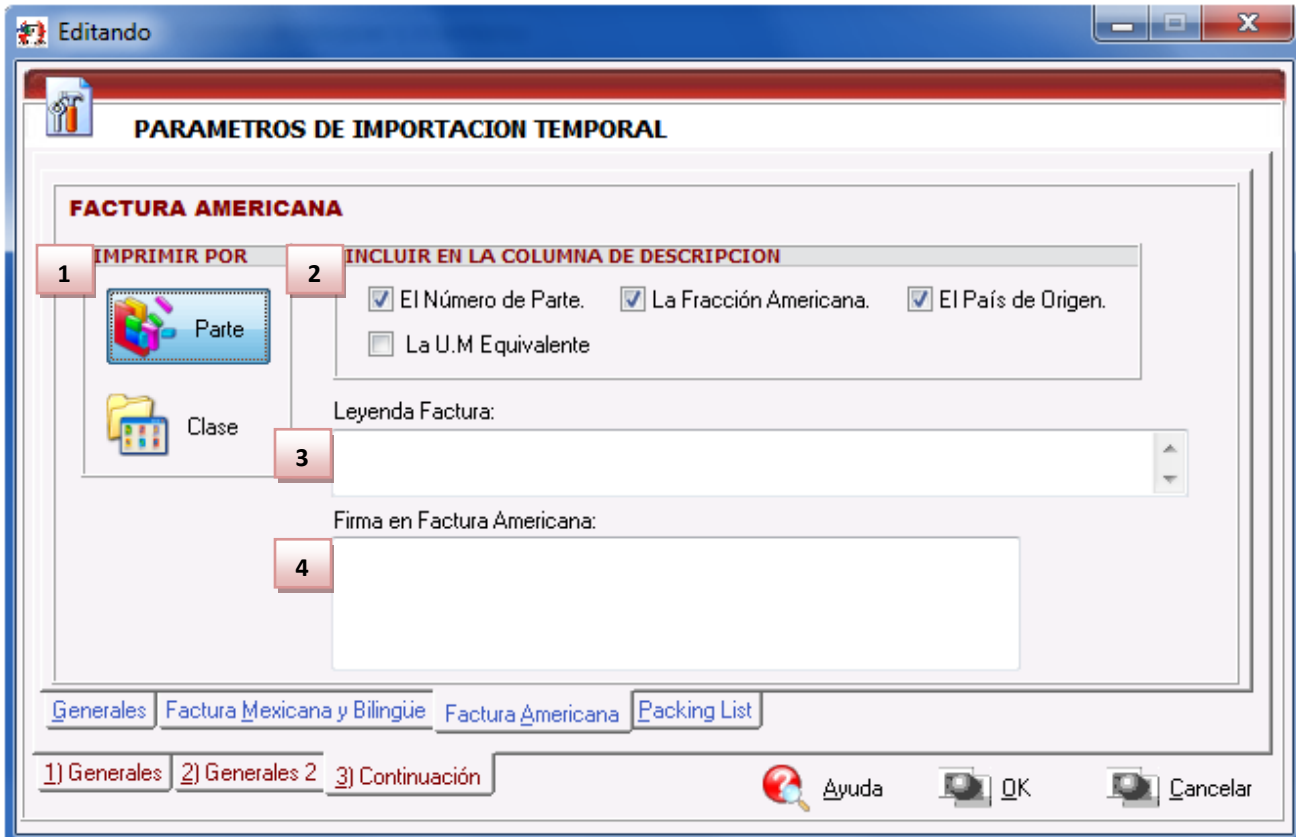 Editando
PARAMETROS DE IMPORTACION TEMPORAL
FACTURA AMERICANA
1 IMPRIMIR POR
Parte
Clase
2 INCLUIR EN LA COLUMNA DE DESCRIPCION
El Número de Parte. La Fracción Americana. El País de Origen.
La U.M Equivalente
Leyenda Factura:
3
Firma en Factura Americana:
4
Generales Factura Mexicana y Bilingüe Factura Americana Packing List
1) Generales 2) Generales 2 3) Continuación
Ayuda OK Cancelar